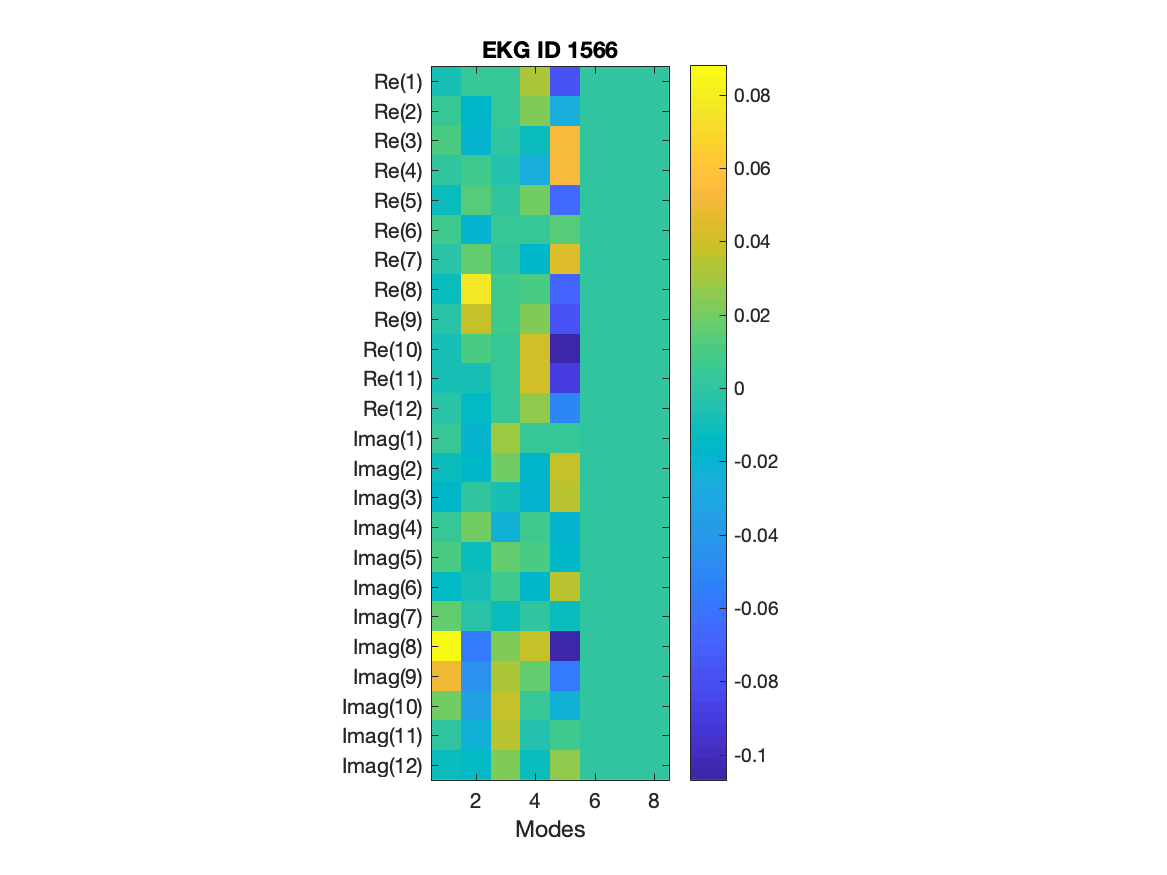 EKG ID 1566
Re(1)
Re(2)
Re(3)
Re(4)
Re(5)
Re(6)
Re(7)
Re(8)
Re(9)
Re(10)
Re(11)
Re(12)
Imag(1)
Imag(2)
Imag(3)
Imag(4)
Imag(5)
Imag(6)
Imag(7)
Imag(8)
Imag(9)
Imag(10)
Imag(11)
Imag(12)
2 4 6 8
Modes
0.08
0.06
0.04
0.02
0
-0.02
-0.04
-0.06
-0.08
-0.1